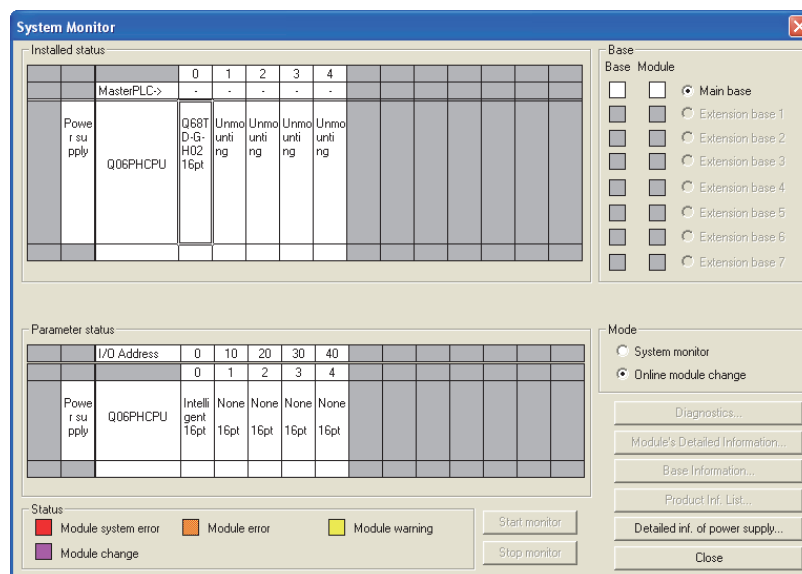 System Monitor
Installed status
0 1 2 3 4
MasterPLC-> - - - - -
Powe
r su
pply
Q06PHCPU
Q68T
D-G-
H02
16pt
Unmo
unti
ng
Unmo
unti
ng
Unmo
unti
ng
Unmo
unti
ng
Base
Base Module
Main base
Extension base 1
Extension base 2
Extension base 3
Extension base 4
Extension base 5
Extension base 6
Extension base 7
Parameter status
I/O Address 0 10 20 30 40
0 1 2 3 4
Powe
r su
pply
Q06PHCPU
Intelli
gent
16pt
None
16pt
None
16pt
None
16pt
None
16pt
Mode
System monitor
Online module change
Diagnostics...
Module's Detailed Information...
Base Information...
Product Inf. List...
Detailed inf. of power supply...
Close
Status
Module system error
Module error
Module warning
Module change
Start monitor
Stop monitor